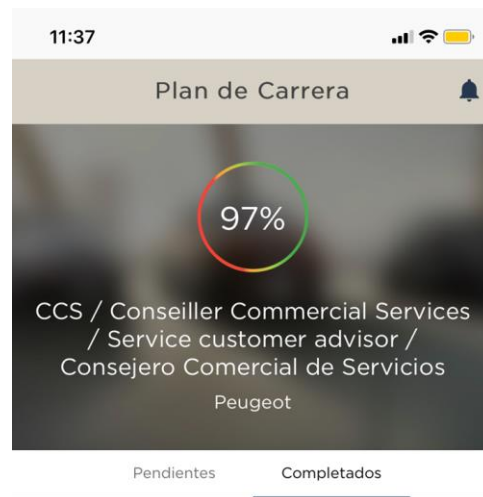 11:37
Plan de Carrera
97%
CCS / Conseiller Commercial Services
/ Service customer advisor /
Consejero Comercial de Servicios
Peugeot
Pendientes Completados